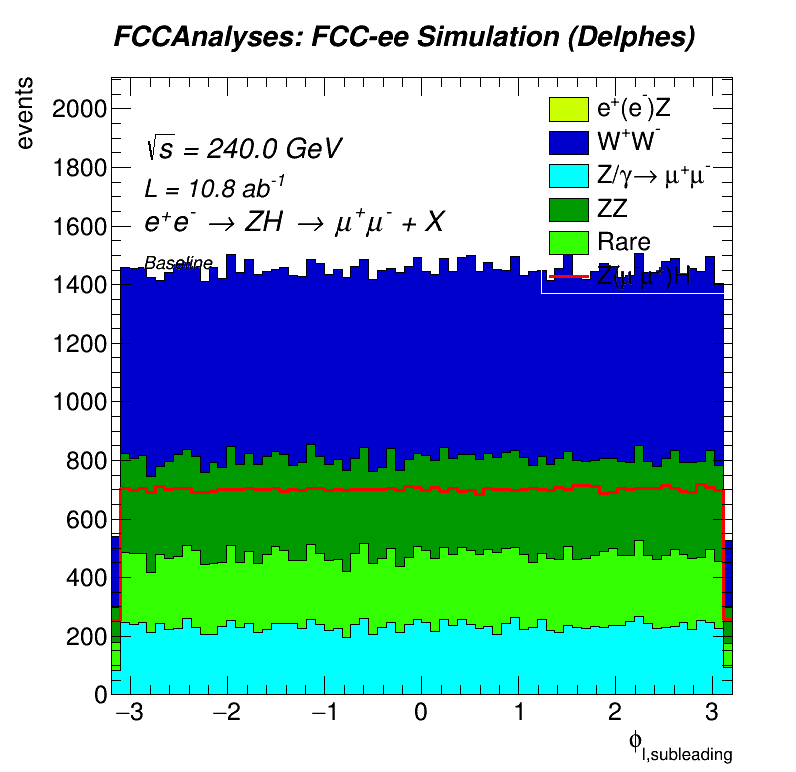 FCCAnalyses: FCC-ee Simulation (Delphes)
events
√s = 240.0 GeV
L = 10.8 ab⁻¹
e⁺e⁻ → ZH → μ⁺μ⁻ + X
Baseline
e⁺(e⁻)Z
W⁺W⁻
Z/γ→ μ⁺μ⁻
ZZ
Rare
Z(μ⁺μ⁻)H
2000
1800
1600
1400
1200
1000
800
600
400
200
0
−3 −2 −1 0 1 2 3
ϕ l,subleading